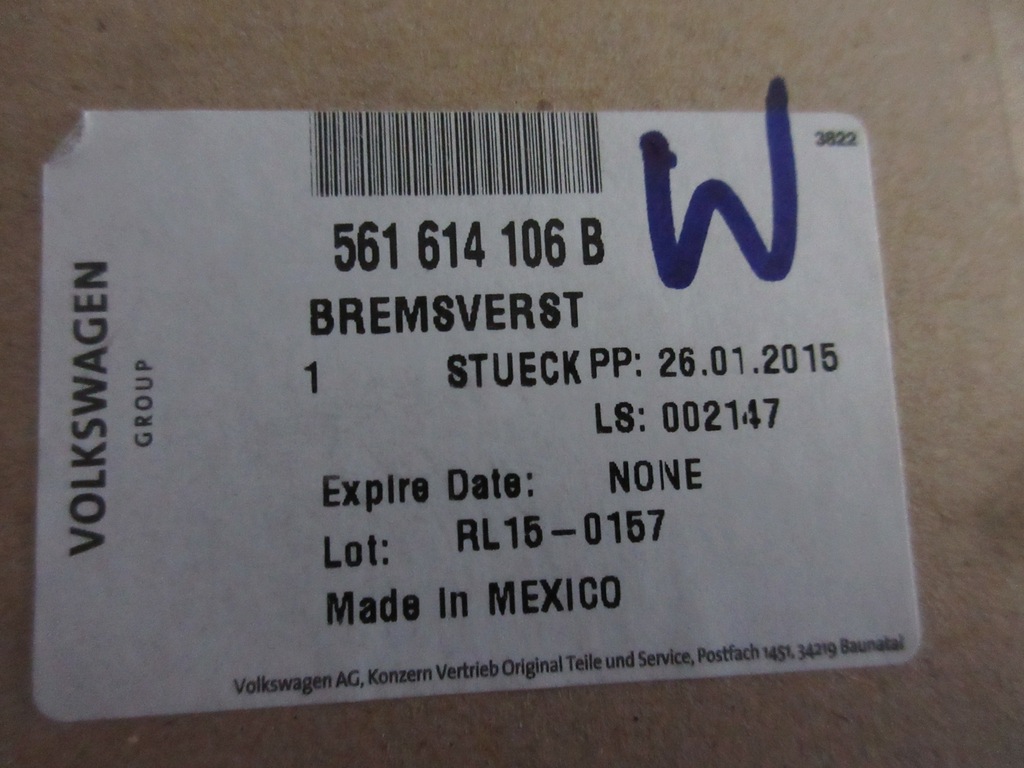 W
3822
561 614 106 B
BREMSVERST
1 STUECK PP: 26.01.2015
LS: 002147
Expire Date: NONE
Lot: RL15-0157
Made In MEXICO
Volkswagen AG, Konzern Vertrieb Original Teile und Service, Postfach 1451, 34219 Baunatal
VOLKSWAGEN
GROUP